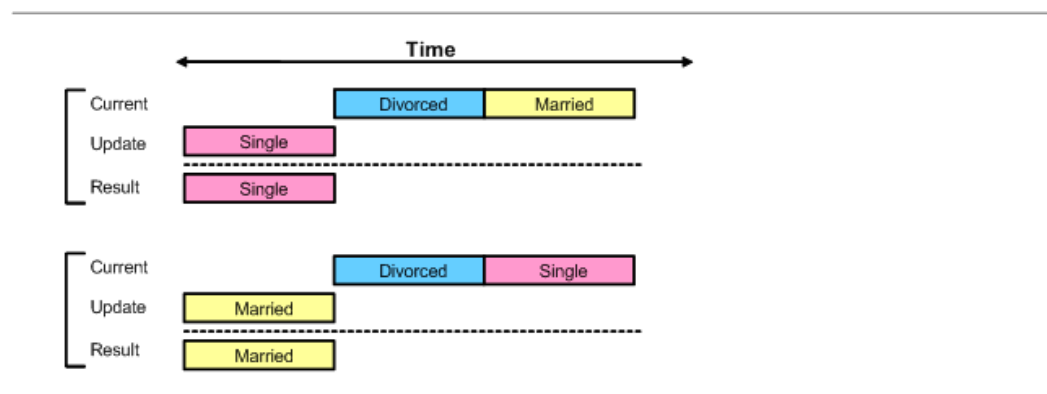 Time
Current Divorced Married
Update Single
Result Single
Current Divorced Single
Update Married
Result Married